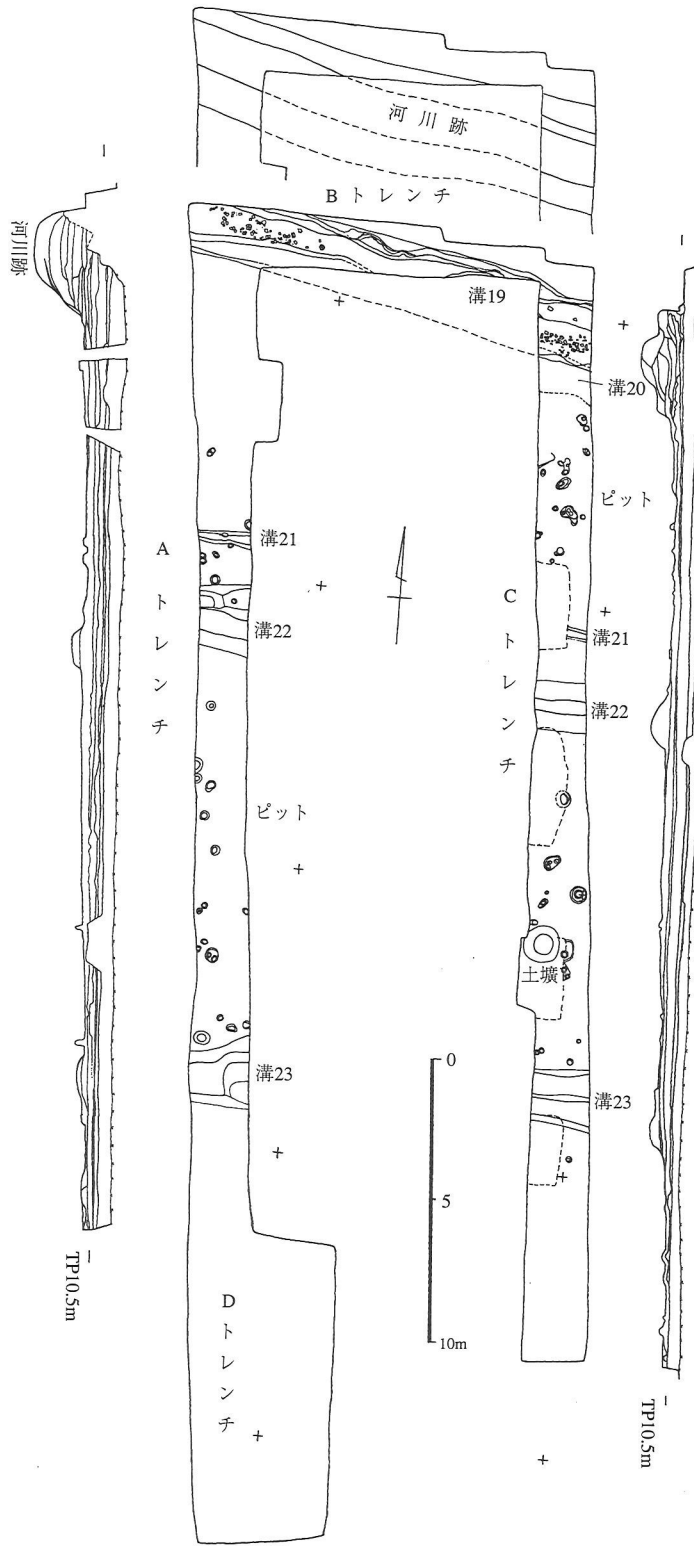 河川跡
Bトレンチ
河川跡
溝19
溝20
ピット
溝21
Aトレンチ
溝22
Cトレンチ
溝21
溝22
ピット
土壙
溝23
0
溝23
5
10m
Dトレンチ
TP10.5m
TP10.5m